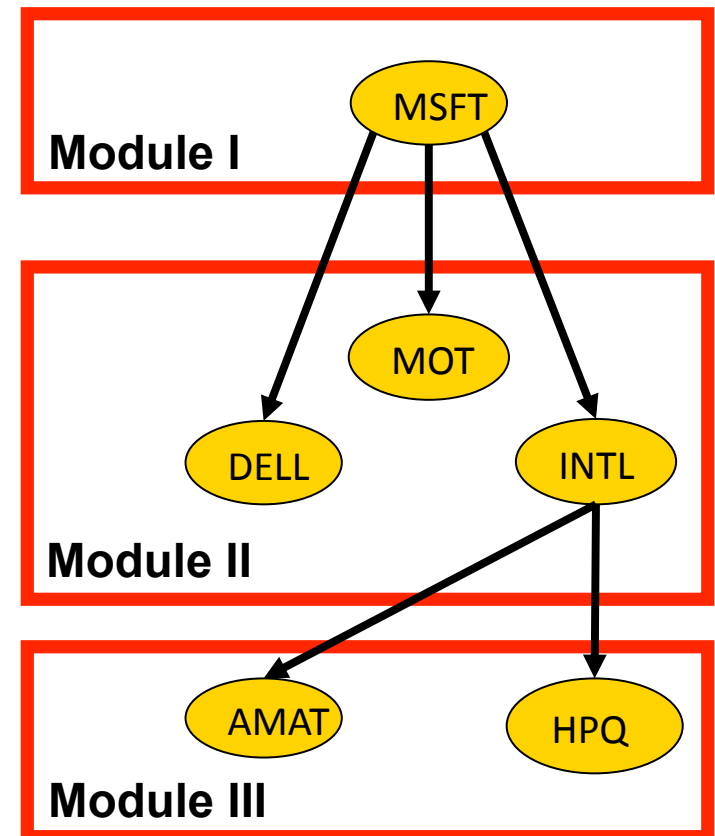 MSFT
Module I
MOT
DELL
INTL
Module II
AMAT
HPQ
Module III